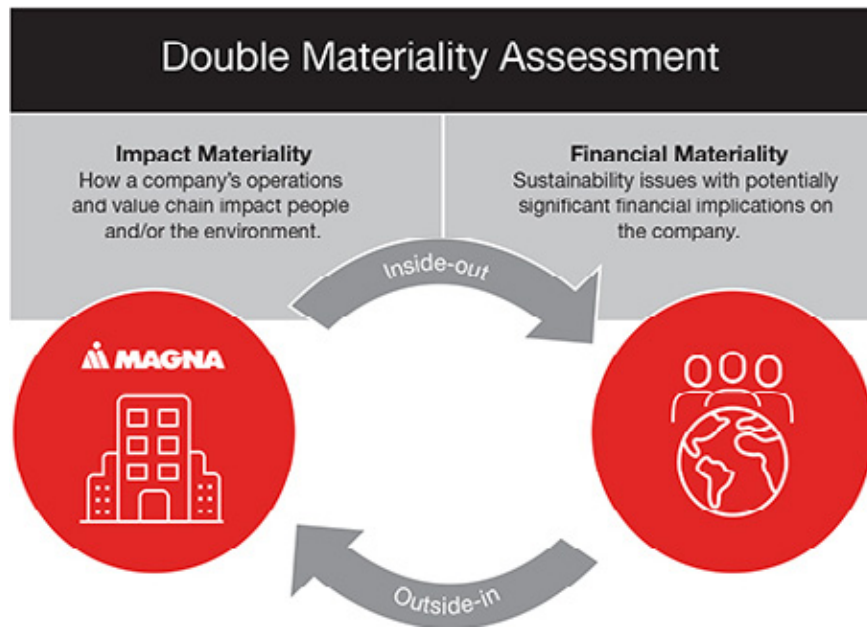 Double Materiality Assessment
Impact Materiality
How a company's operations
and value chain impact people
and/or the environment.
Financial Materiality
Sustainability issues with potentially
significant financial implications on
the company.
Inside-out
MAGNA
Outside-in